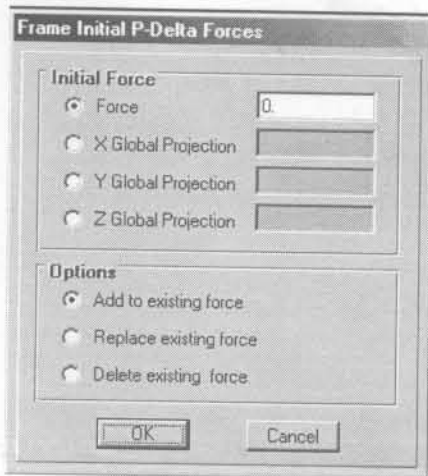 Frame Initial P-Delta Forces
Initial Force
Force 0.
X Global Projection
Y Global Projection
Z Global Projection
Options
Add to existing force
Replace existing force
Delete existing force
OK Cancel